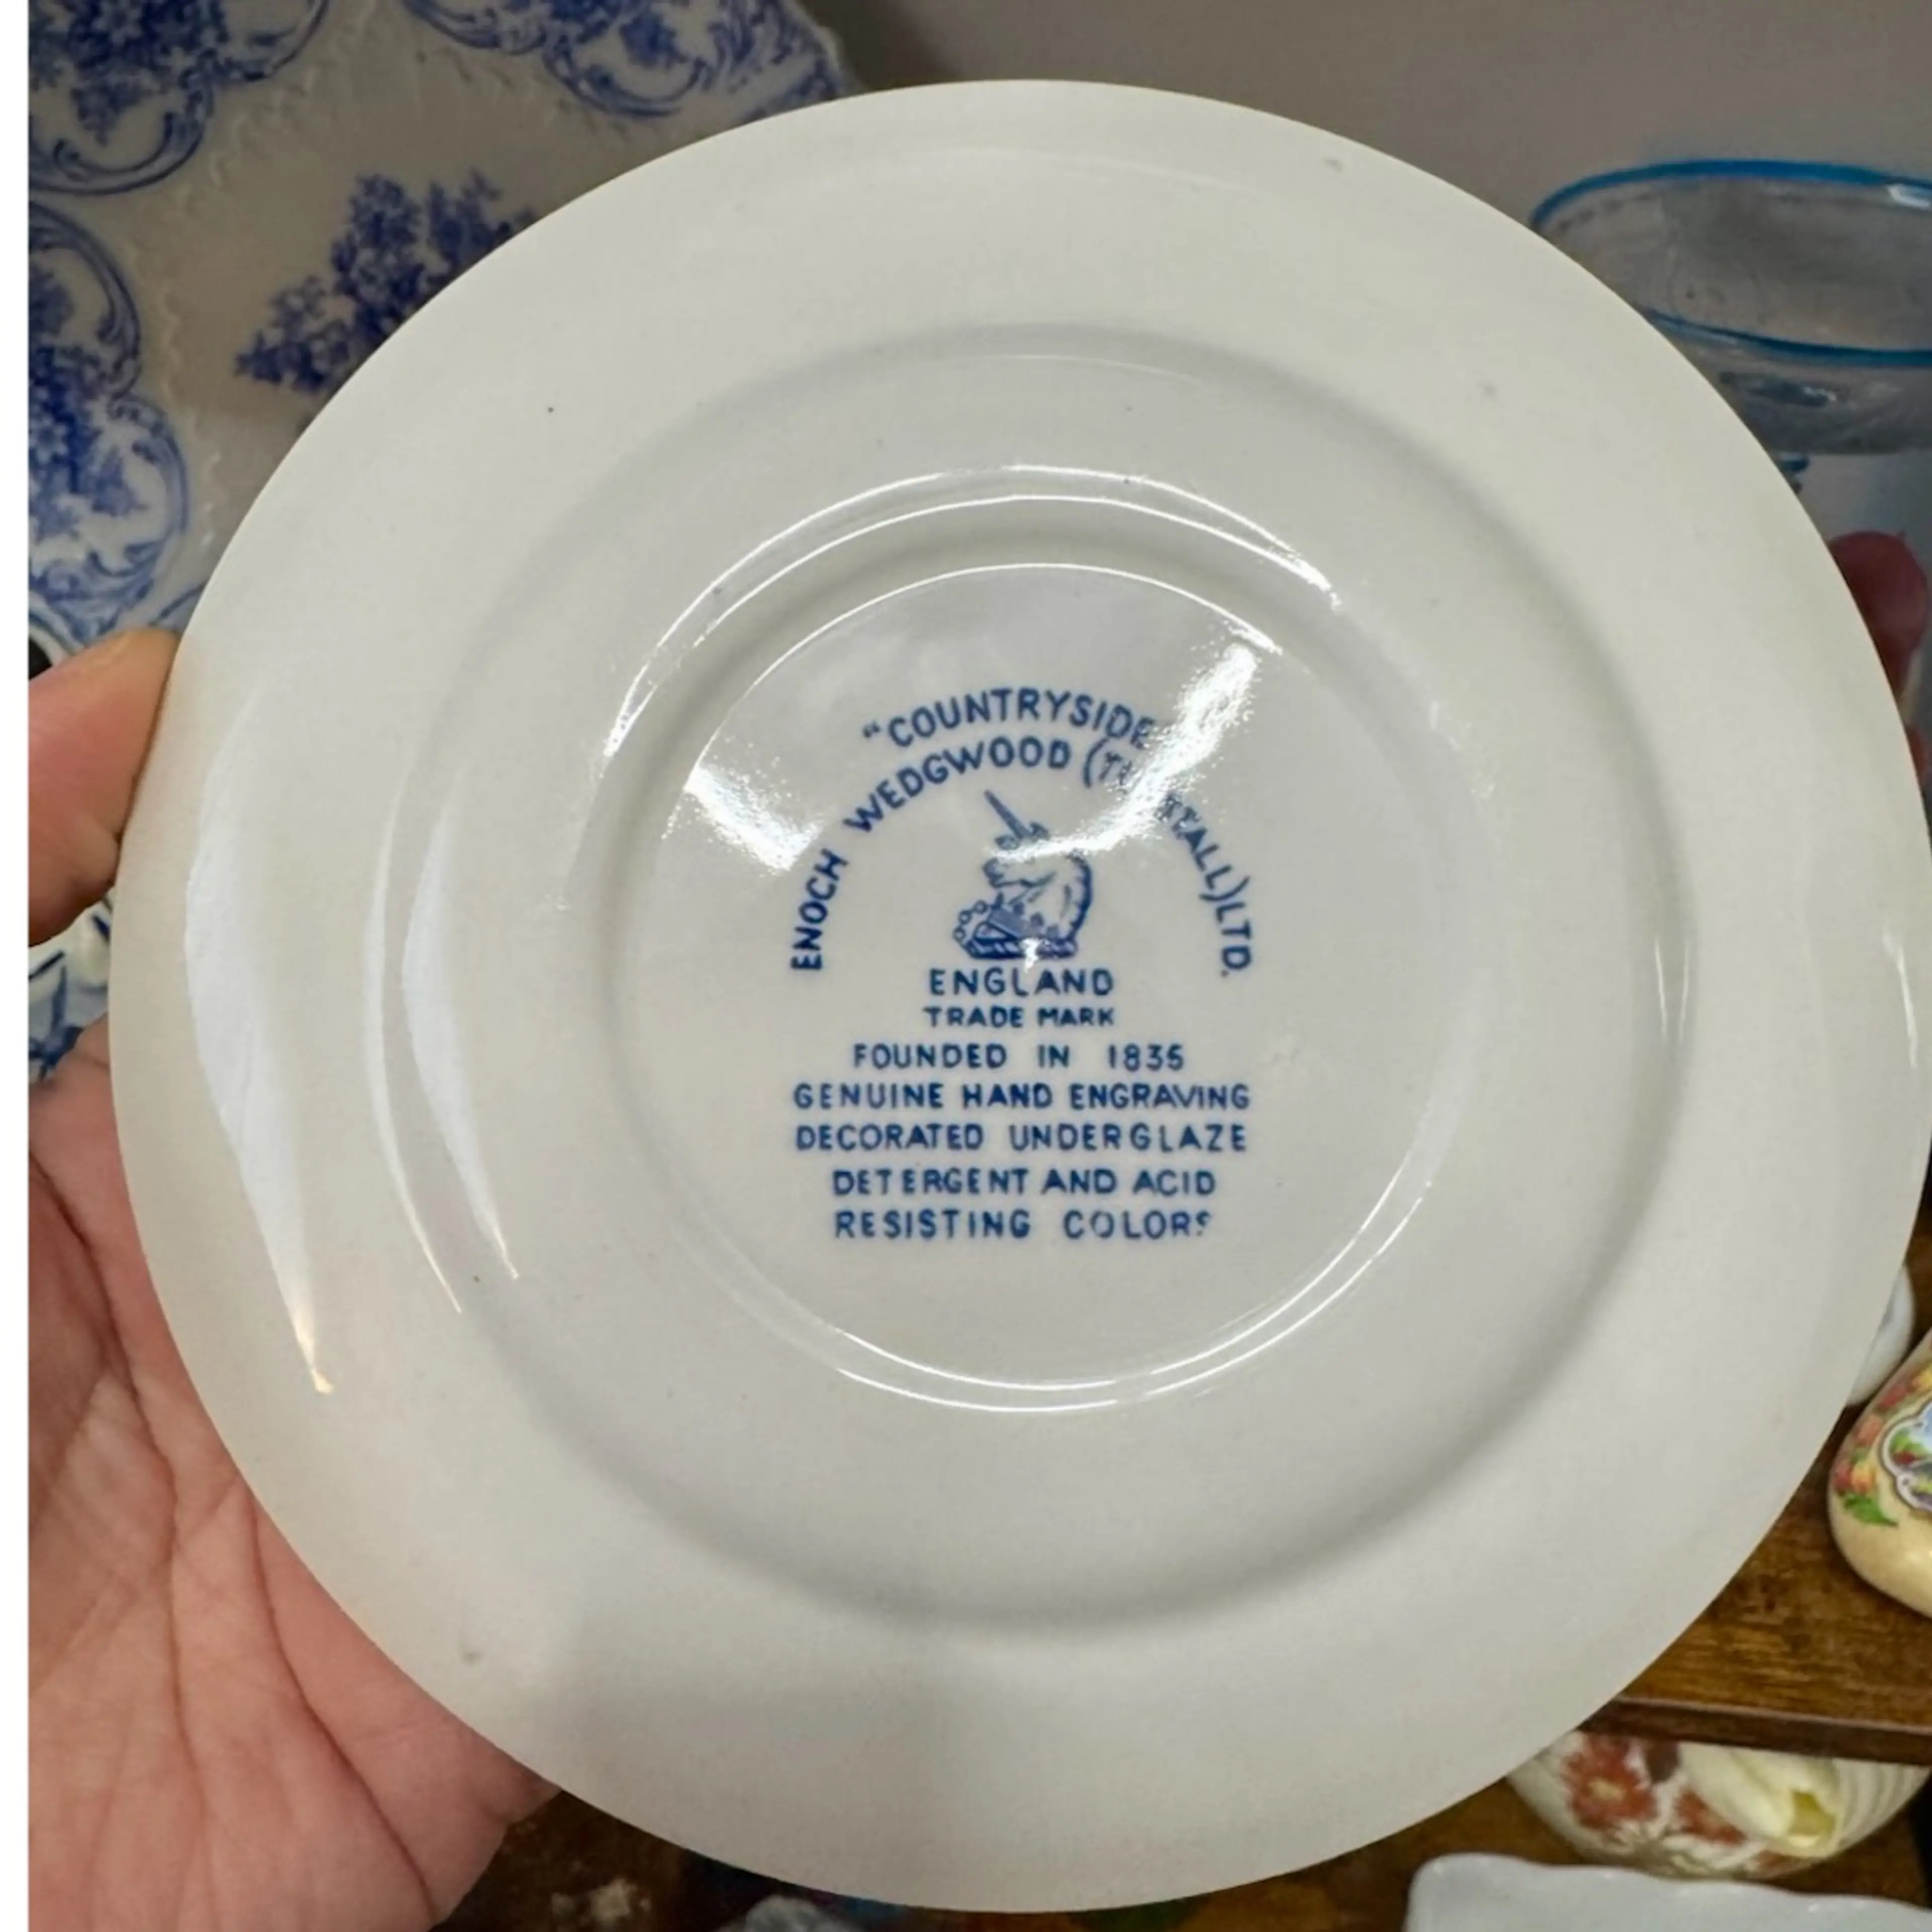 "COUNTRYSIDE
ENOCH WEDGWOOD LTD.
ENGLAND
TRADE MARK
FOUNDED IN 1835
GENUINE HAND ENGRAVING
DECORATED UNDERGLAZE
DETERGENT AND ACID
RESISTING COLORS